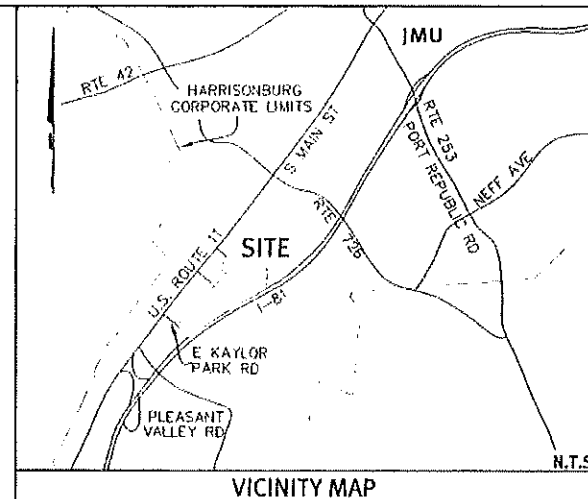 JMU
RTE 42
HARRISONBURG
CORPORATE LIMITS
S MAIN ST
RTE 253
PORT REPUBLIC RD
NEFF AVE
RTE 726
U.S. ROUTE 11
SITE
I-81
E KAYLOR
PARK RD
PLEASANT
VALLEY RD
N.T.S
VICINITY MAP